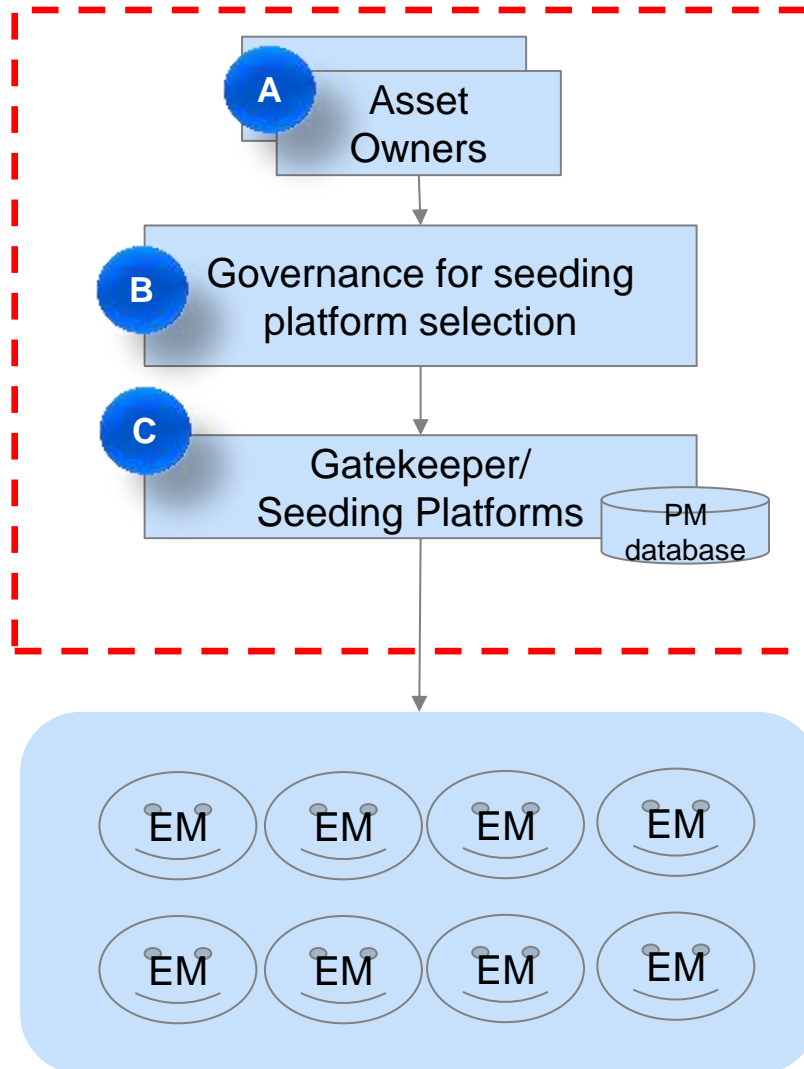 A
Asset
Owners
B
Governance for seeding
platform selection
C
Gatekeeper/
Seeding Platforms
PM
database
EM EM EM EM
EM EM EM EM